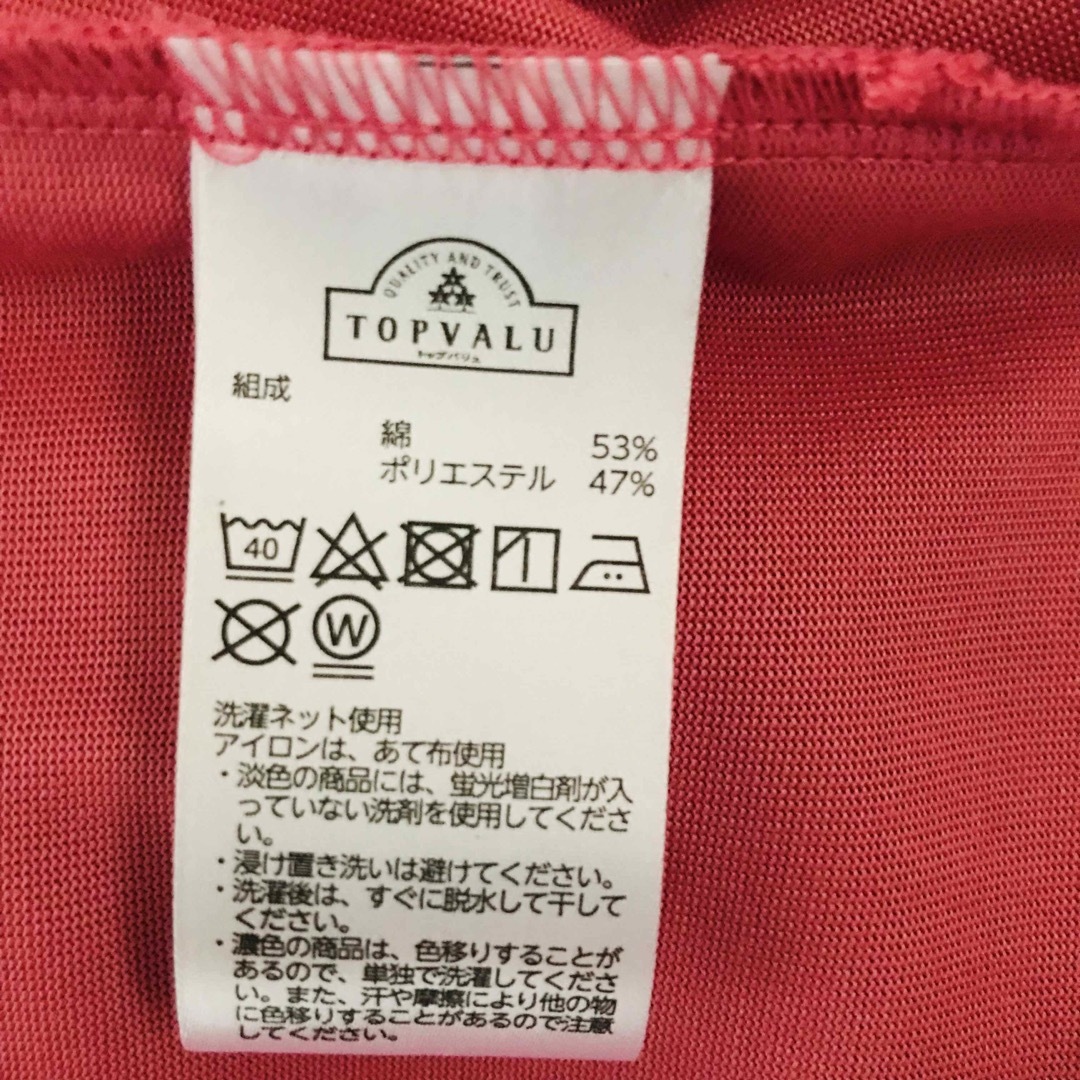 QUALITY AND TRUST
TOPVALU
トップバリュ
組成
綿 53%
ポリエステル 47%
40
W
洗濯ネット使用
アイロンは、あて布使用
・淡色の商品には、蛍光増白剤が入
っていない洗剤を使用してくださ
い。
・浸け置き洗いは避けてください。
・洗濯後は、すぐに脱水して干して
ください。
・濃色の商品は、色移りすることが
あるので、単独で洗濯してくださ
い。また、汗や摩擦により他の物
に色移りすることがあるので注意
してください。